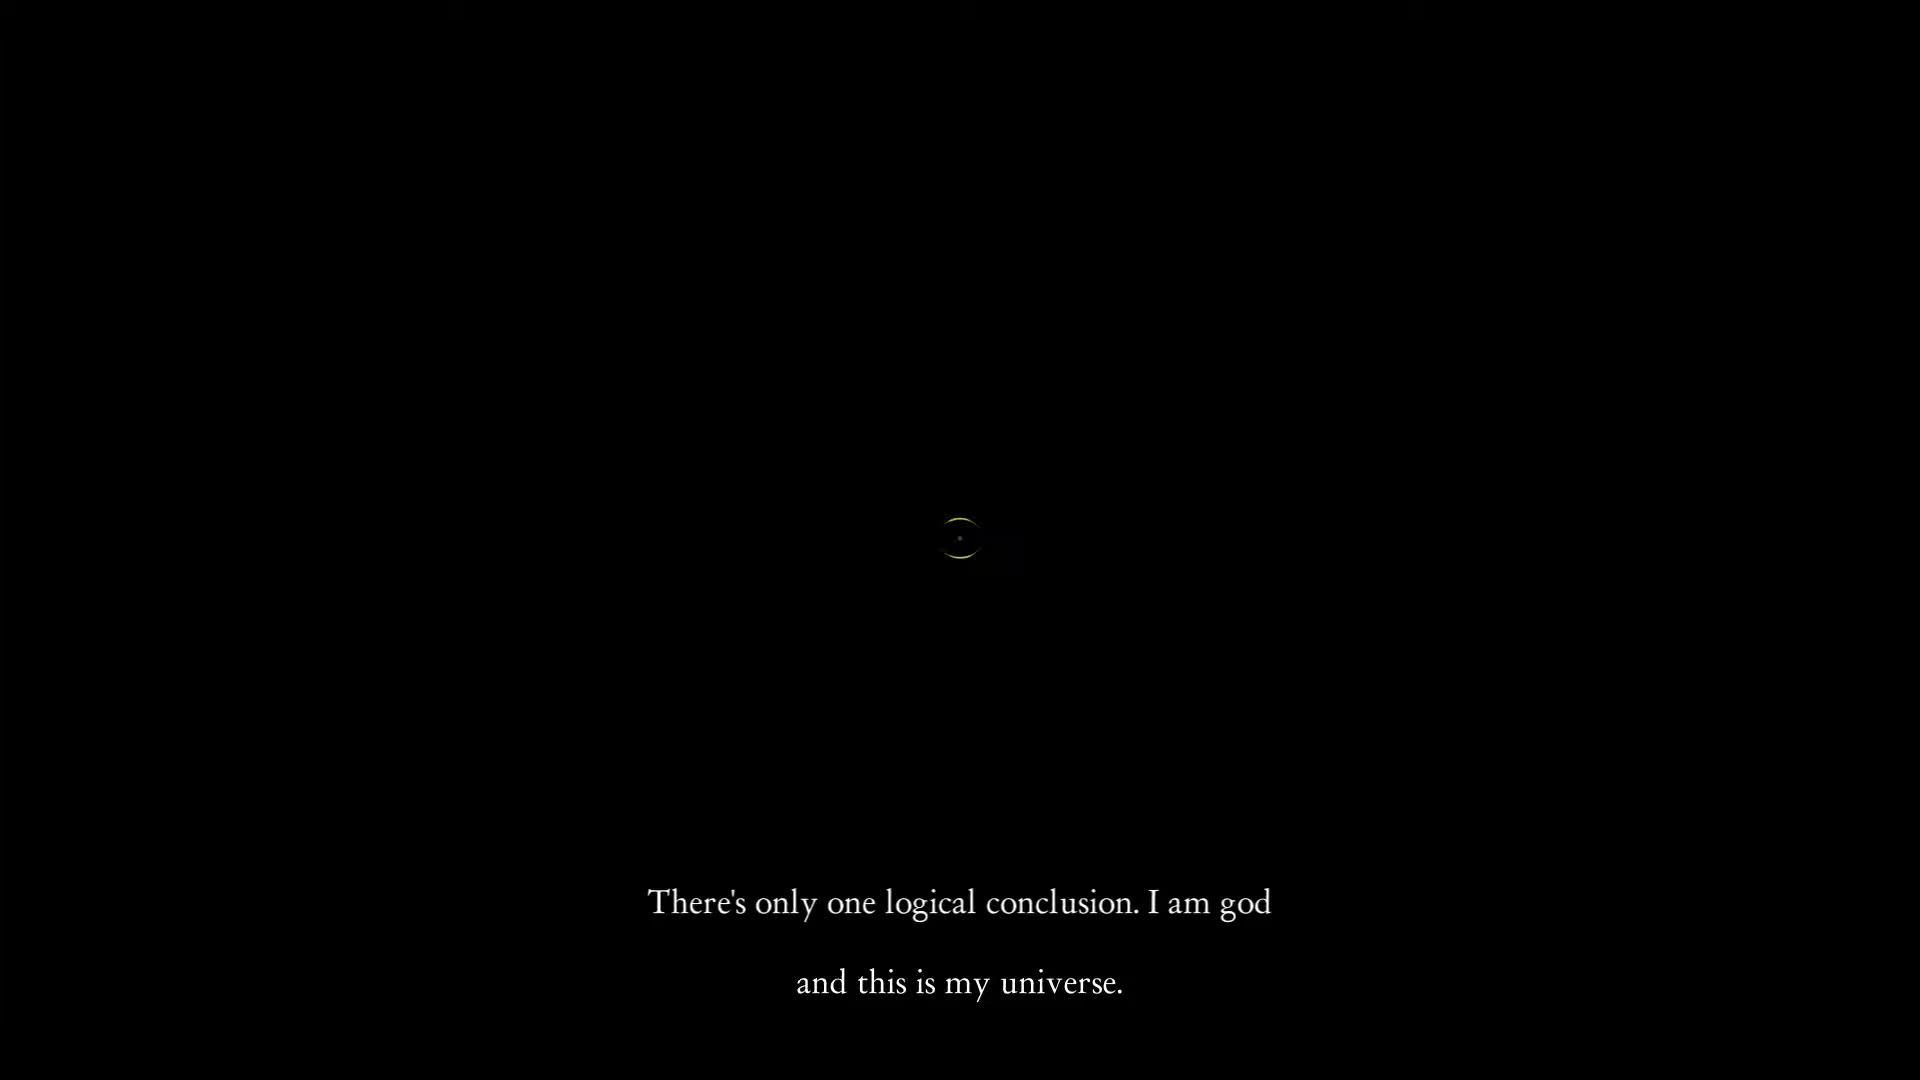 There's only one logical conclusion. I am god
and this is my universe.